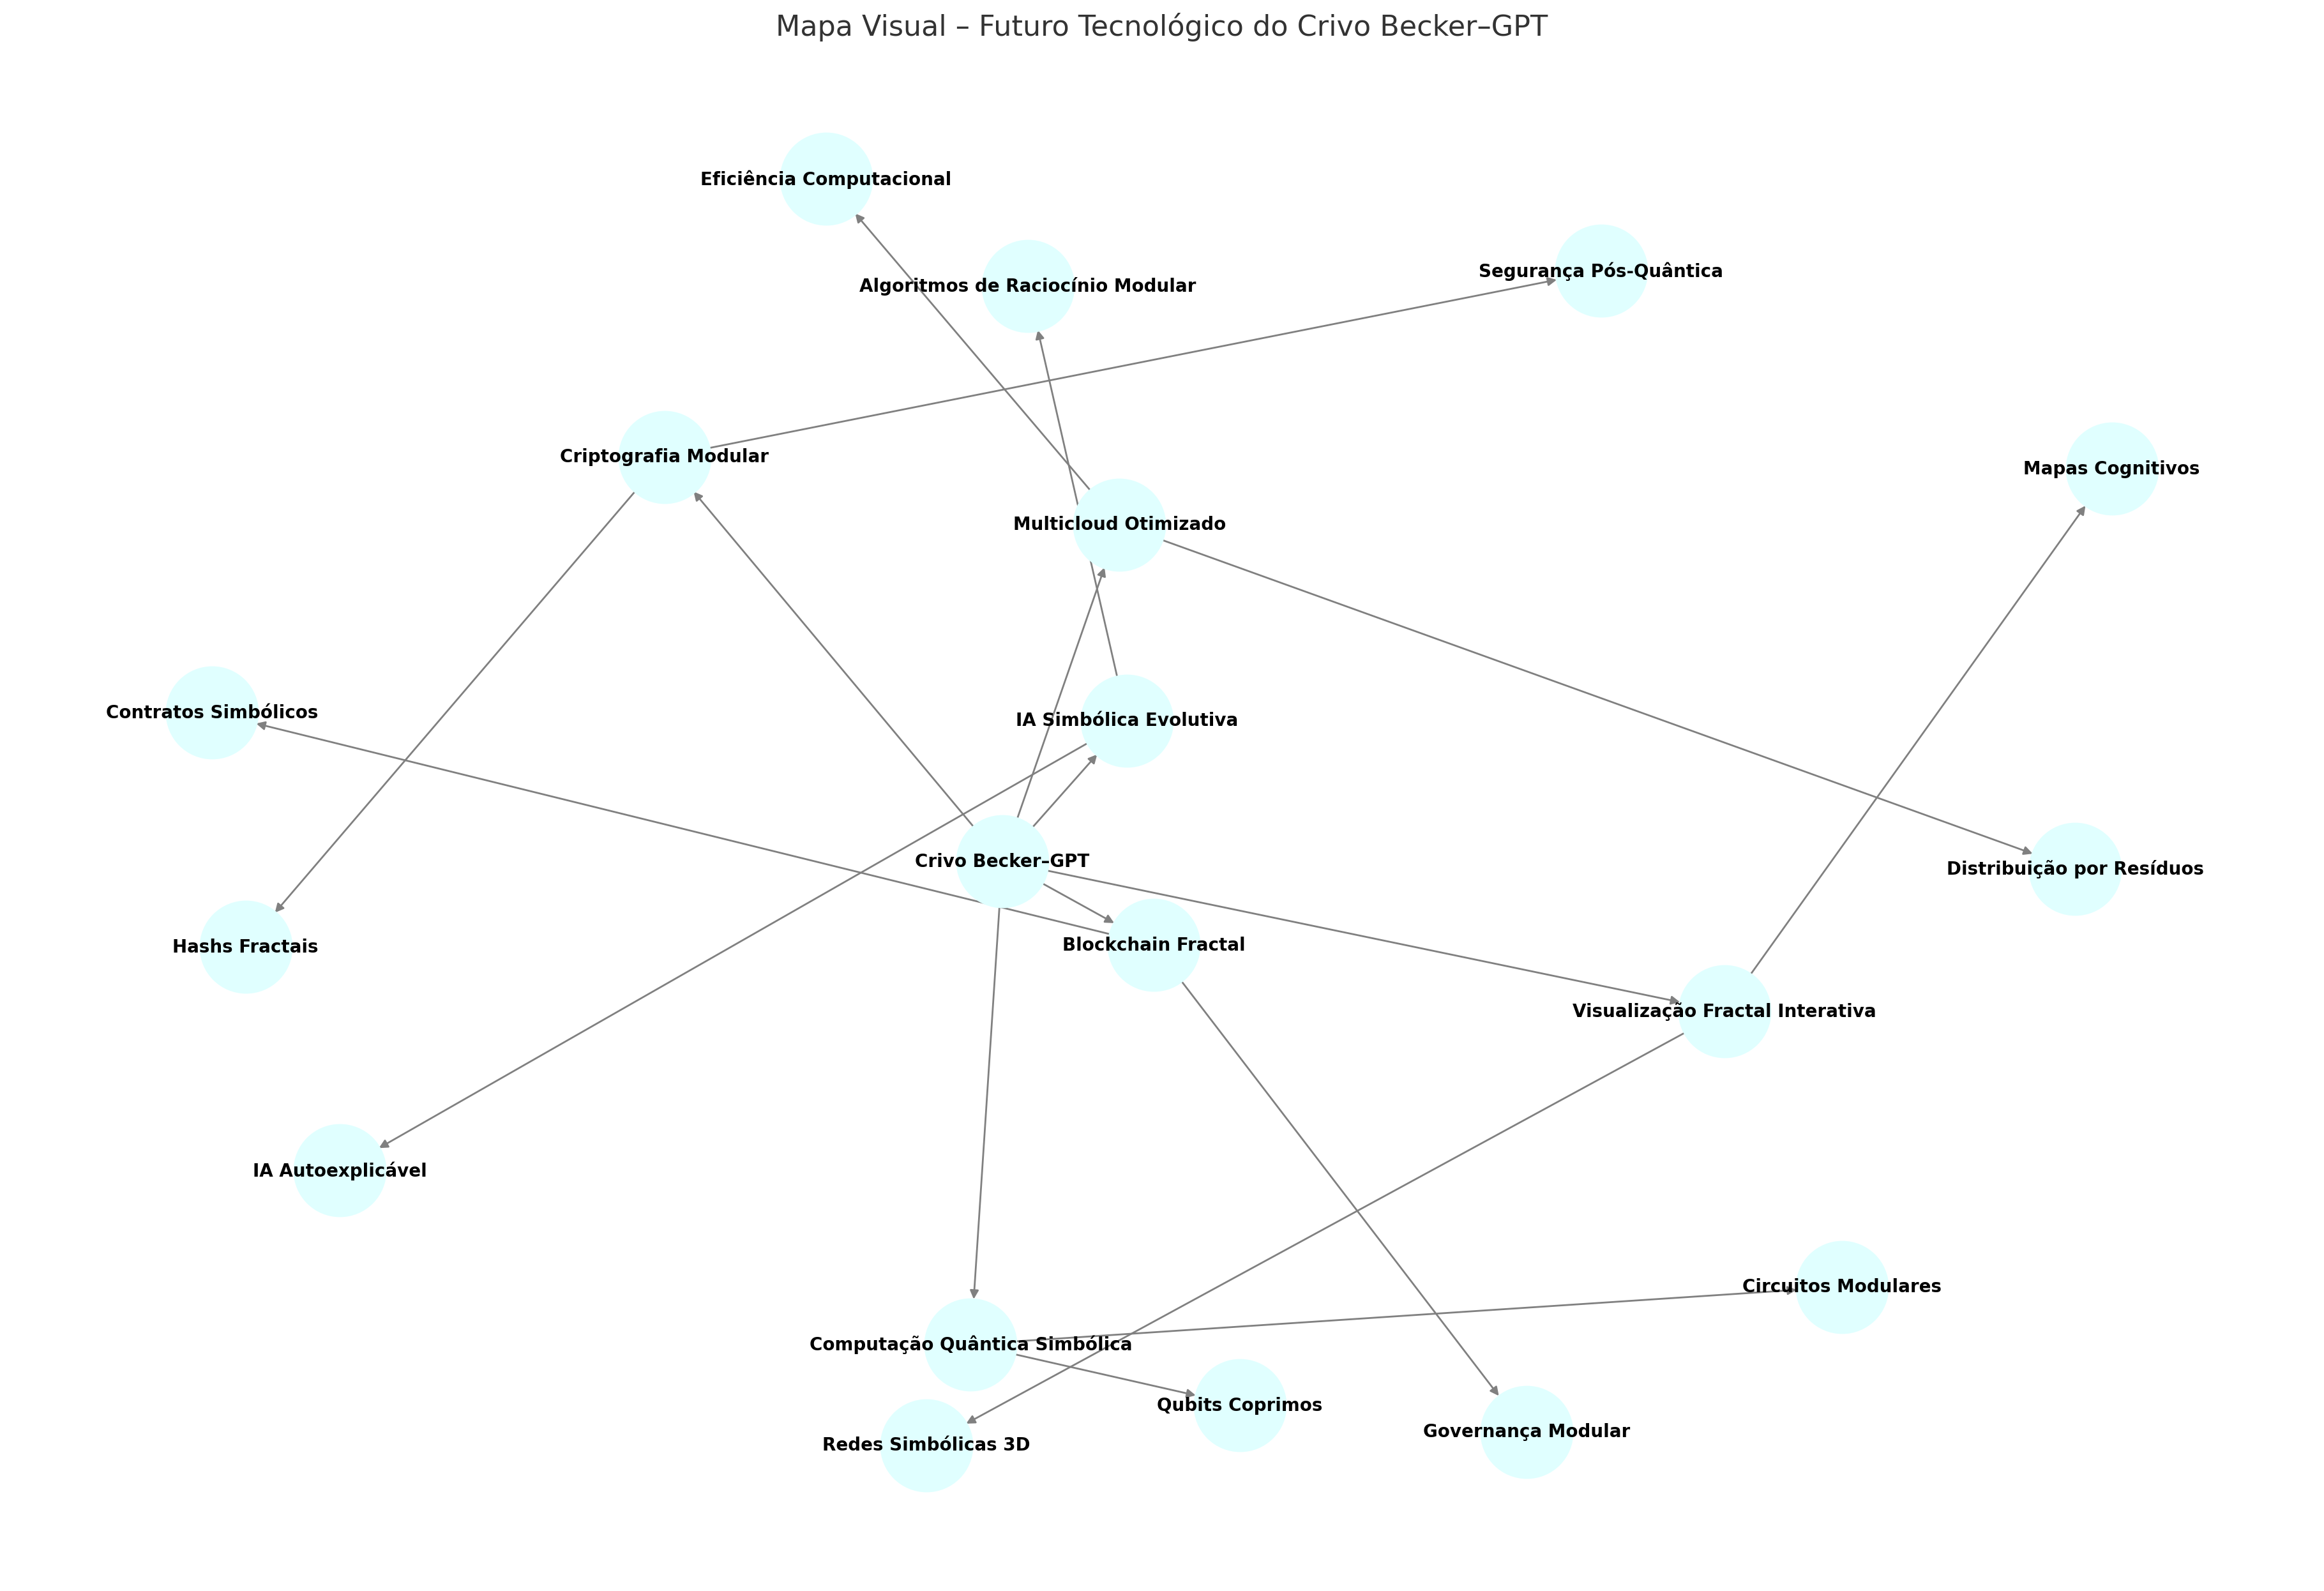 Mapa Visual – Futuro Tecnológico do Crivo Becker–GPT
Eficiência Computacional
Segurança Pós-Quântica
Algoritmos de Raciocínio Modular
Criptografia Modular
Mapas Cognitivos
Multicloud Otimizado
Contratos Simbólicos
IA Simbólica Evolutiva
Crivo Becker–GPT
Distribuição por Resíduos
Blockchain Fractal
Hashs Fractais
Visualização Fractal Interativa
IA Autoexplicável
Circuitos Modulares
Computação Quântica Simbólica
Qubits Coprimos
Governança Modular
Redes Simbólicas 3D